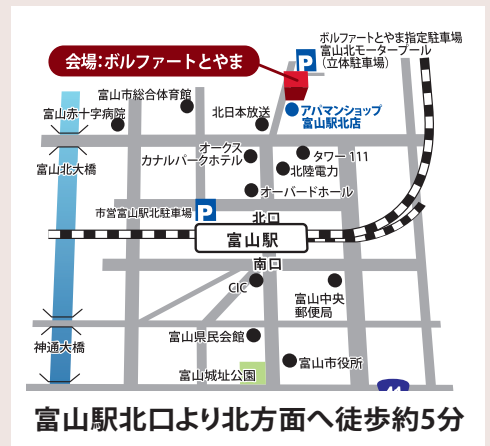 ボルファートとやま指定駐車場
富山北モータープール
（立体駐車場）
P
会場：ボルファートとやま
アパマンショップ
富山駅北店
富山市総合体育館
富山赤十字病院
北日本放送
オークス
カナルパークホテル
タワー111
北陸電力
富山北大橋
オーバードホール
市営富山駅北駐車場
P
北口
富山駅
南口
CIC
富山中央
郵便局
富山県民会館
神通大橋
富山城址公園
富山市役所
41
富山駅北口より北方面へ徒歩約5分